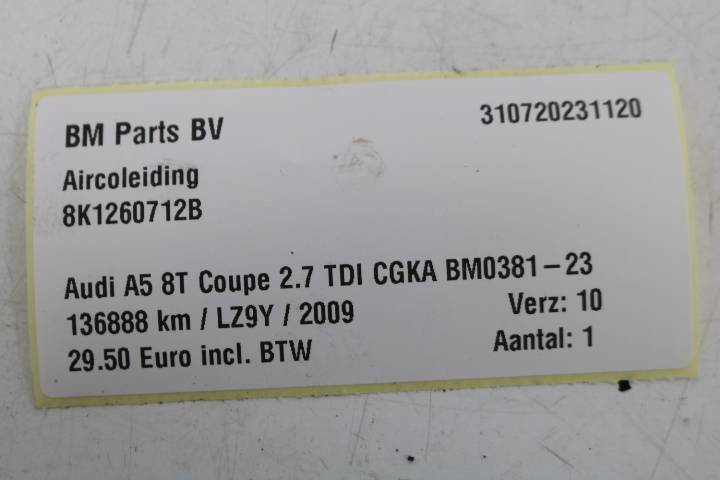 BM Parts BV 310720231120
Aircoleiding
8K1260712B
Audi A5 8T Coupe 2.7 TDI CGKA BM0381-23
136888 km / LZ9Y / 2009 Verz: 10
29.50 Euro incl. BTW Aantal: 1